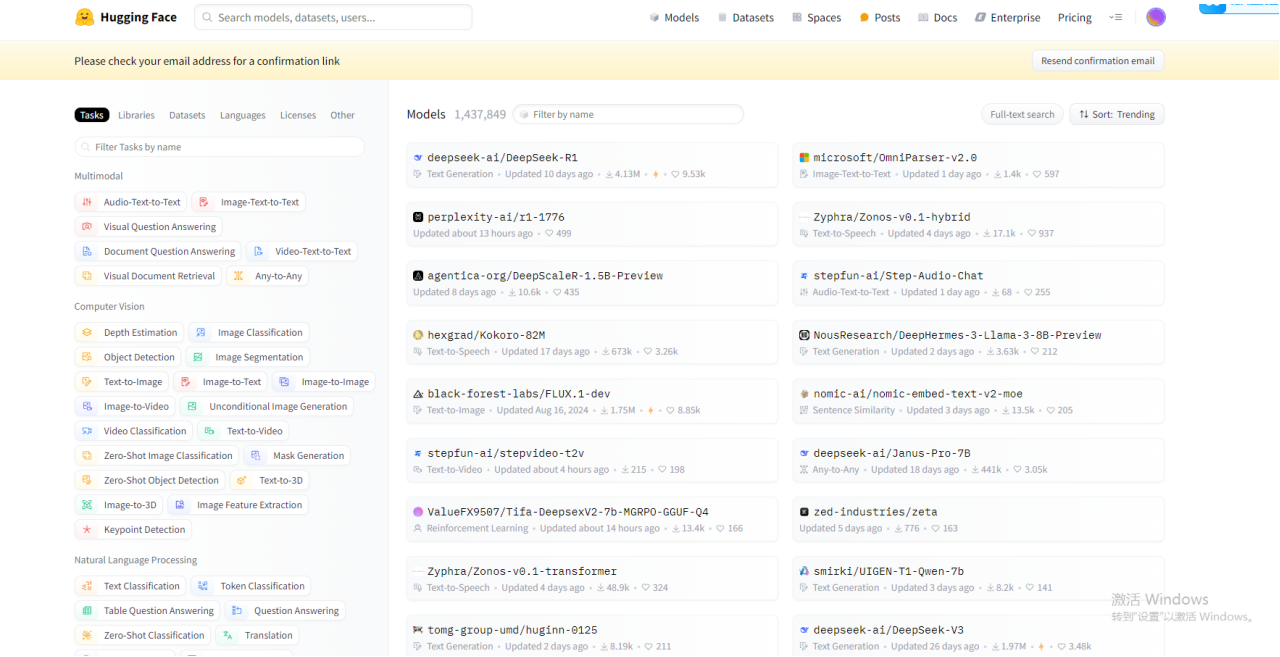 Hugging Face
Search models, datasets, users...
Models
Datasets
Spaces
Posts
Docs
Enterprise
Pricing
Please check your email address for a confirmation link
Resend confirmation email
Tasks Libraries Datasets Languages Licenses Other
Filter Tasks by name
Multimodal
Audio-Text-to-Text Image-Text-to-Text
Visual Question Answering
Document Question Answering Video-Text-to-Text
Visual Document Retrieval Any-to-Any
Computer Vision
Depth Estimation Image Classification
Object Detection Image Segmentation
Text-to-Image Image-to-Text Image-to-Image
Image-to-Video Unconditional Image Generation
Video Classification Text-to-Video
Zero-Shot Image Classification Mask Generation
Zero-Shot Object Detection Text-to-3D
Image-to-3D Image Feature Extraction
Keypoint Detection
Natural Language Processing
Text Classification Token Classification
Table Question Answering Question Answering
Zero-Shot Classification Translation
Models 1,437,849 Filter by name Full-text search Sort: Trending
deepseek-ai/DeepSeek-R1
Text Generation • Updated 10 days ago • 4.13M • • 9.53k
microsoft/OmniParser-v2.0
Image-Text-to-Text • Updated 1 day ago • 1.4k • 597
perplexity-ai/r1-1776
Updated about 13 hours ago • 499
Zyphra/Zonos-v0.1-hybrid
Text-to-Speech • Updated 4 days ago • 17.1k • 937
agentica-org/DeepScaleR-1.5B-Preview
Updated 8 days ago • 10.6k • 435
stepfun-ai/Step-Audio-Chat
Audio-Text-to-Text • Updated 1 day ago • 68 • 255
hexgrad/Kokoro-82M
Text-to-Speech • Updated 17 days ago • 673k • 3.26k
NousResearch/DeepHermes-3-Llama-3-8B-Preview
Text Generation • Updated 2 days ago • 3.63k • 212
black-forest-labs/FLUX.1-dev
Text-to-Image • Updated Aug 16, 2024 • 1.75M • • 8.85k
nomic-ai/nomic-embed-text-v2-moe
Sentence Similarity • Updated 3 days ago • 13.5k • 205
stepfun-ai/stepvideo-t2v
Text-to-Video • Updated about 4 hours ago • 215 • 198
deepseek-ai/Janus-Pro-7B
Any-to-Any • Updated 18 days ago • 441k • 3.05k
ValueFX9507/Tifa-DeepsexV2-7b-MGRPO-GGUF-Q4
Reinforcement Learning • Updated about 14 hours ago • 13.4k • 166
zed-industries/zeta
Updated 5 days ago • 776 • 163
Zyphra/Zonos-v0.1-transformer
Text-to-Speech • Updated 4 days ago • 48.9k • 324
smirki/UIGEN-T1-Qwen-7b
Text Generation • Updated 3 days ago • 8.2k • 141
tomg-group-umd/huginn-0125
Text Generation • Updated 2 days ago • 8.19k • 211
deepseek-ai/DeepSeek-V3
Text Generation • Updated 26 days ago • 1.97M • • 3.48k
激活 Windows
转到"设置"以激活 Windows。